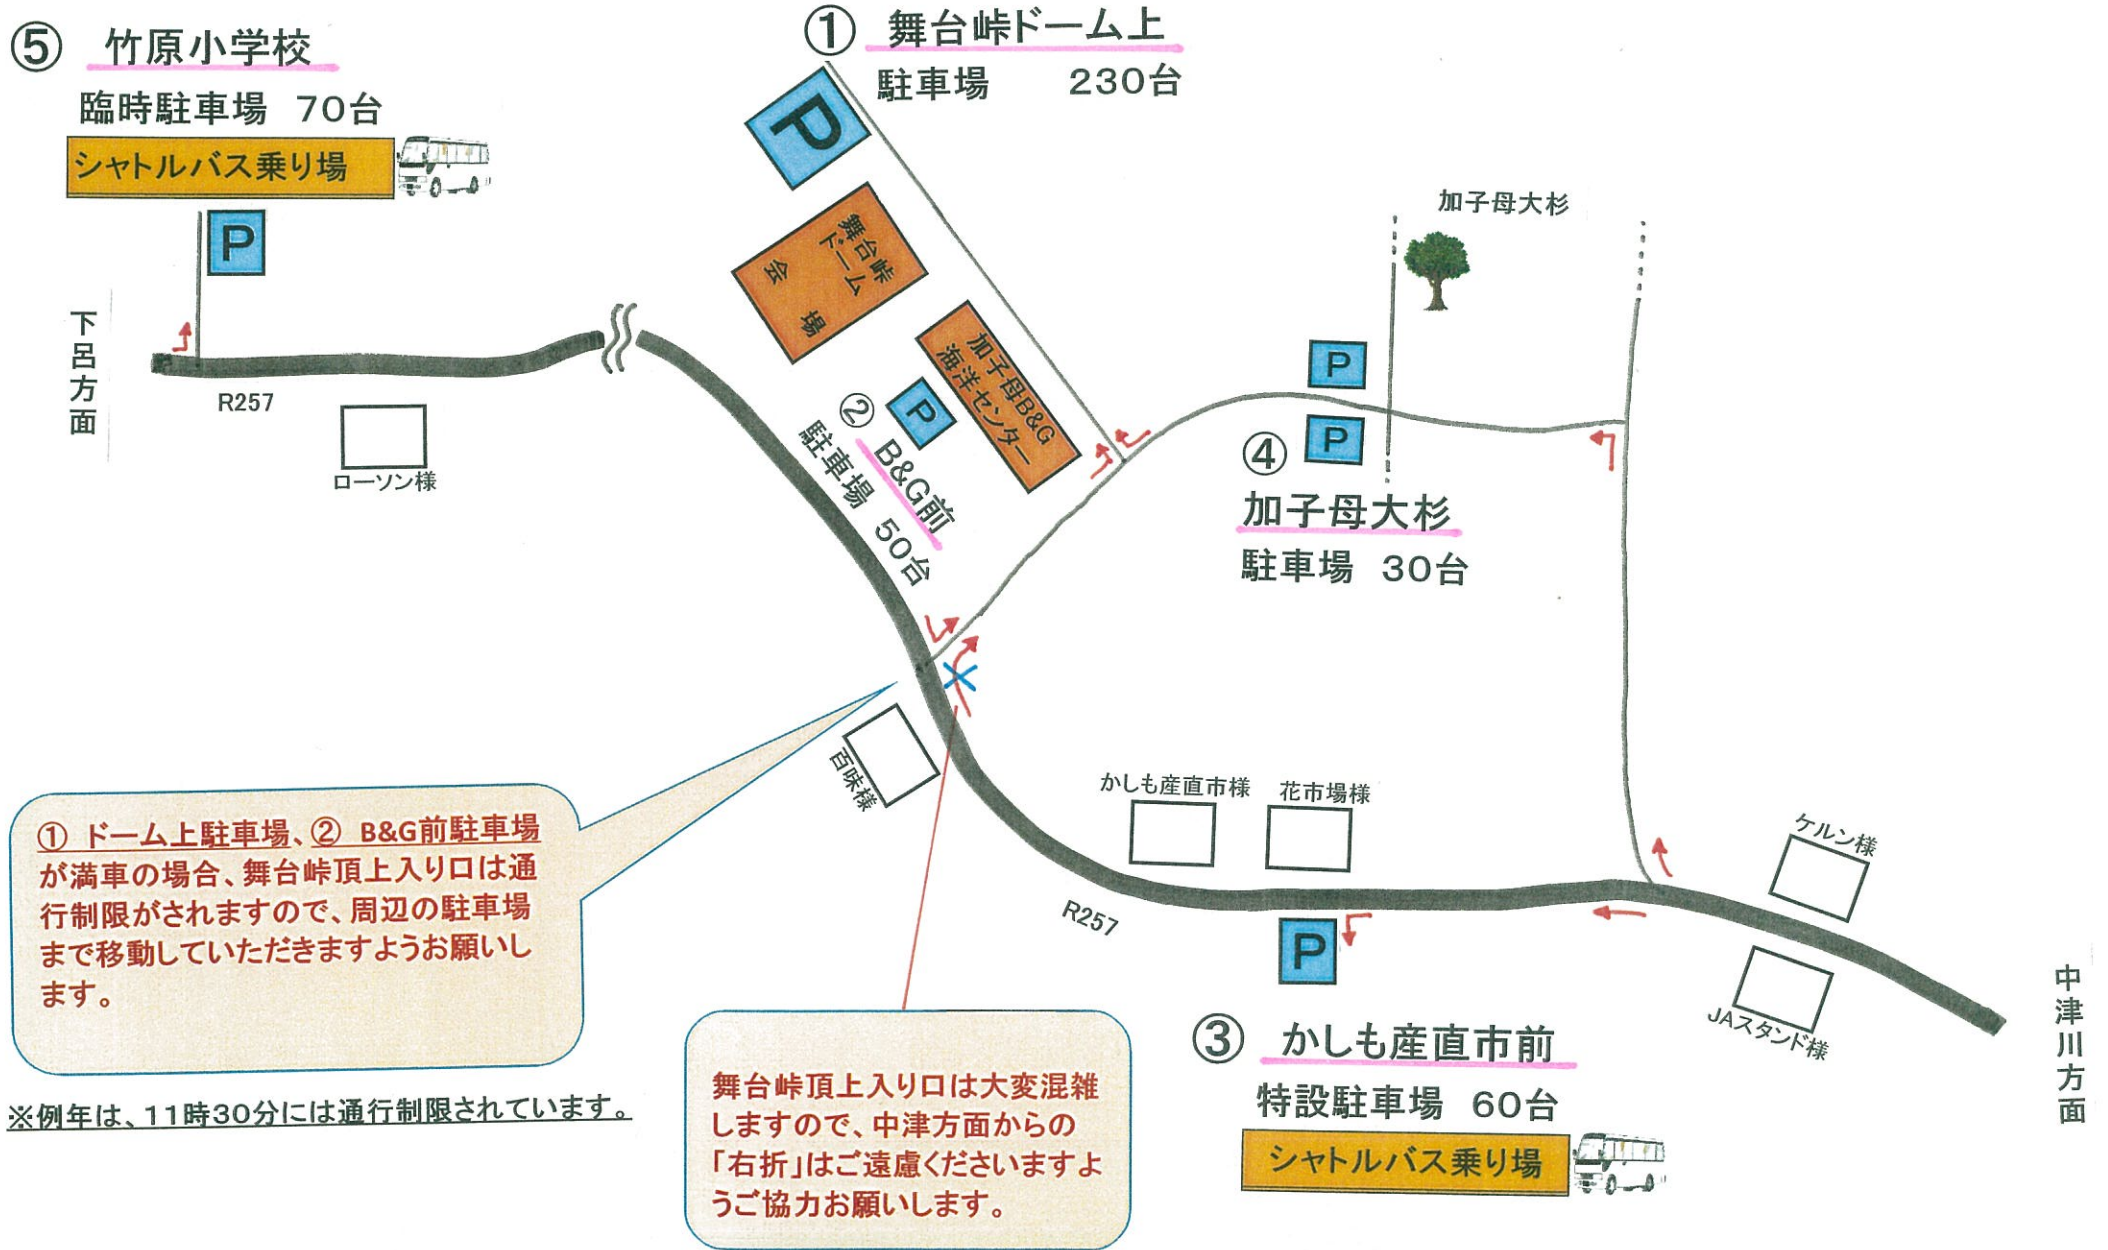 ⑤ 竹原小学校
臨時駐車場 70台
シャトルバス乗り場
P
下呂方面
R257
ローソン様
① 舞台峠ドーム上
駐車場 230台
P
舞台峠
ドーム
会場
加子母B&G
海洋センター
P
② B&G前
駐車場 50台
加子母大杉
P
P
④
加子母大杉
駐車場 30台
百味様
かしも産直市様
花市場様
ケルン様
R257
P
JAスタンド様
中津川方面
③ かしも産直市前
特設駐車場 60台
シャトルバス乗り場
① ドーム上駐車場、② B&G前駐車場
が満車の場合、舞台峠頂上入り口は通
行制限がされますので、周辺の駐車場
まで移動していただきますようお願いし
ます。
※例年は、11時30分には通行制限されています。
舞台峠頂上入り口は大変混雑
しますので、中津方面からの
「右折」はご遠慮くださいますよ
うご協力お願いします。